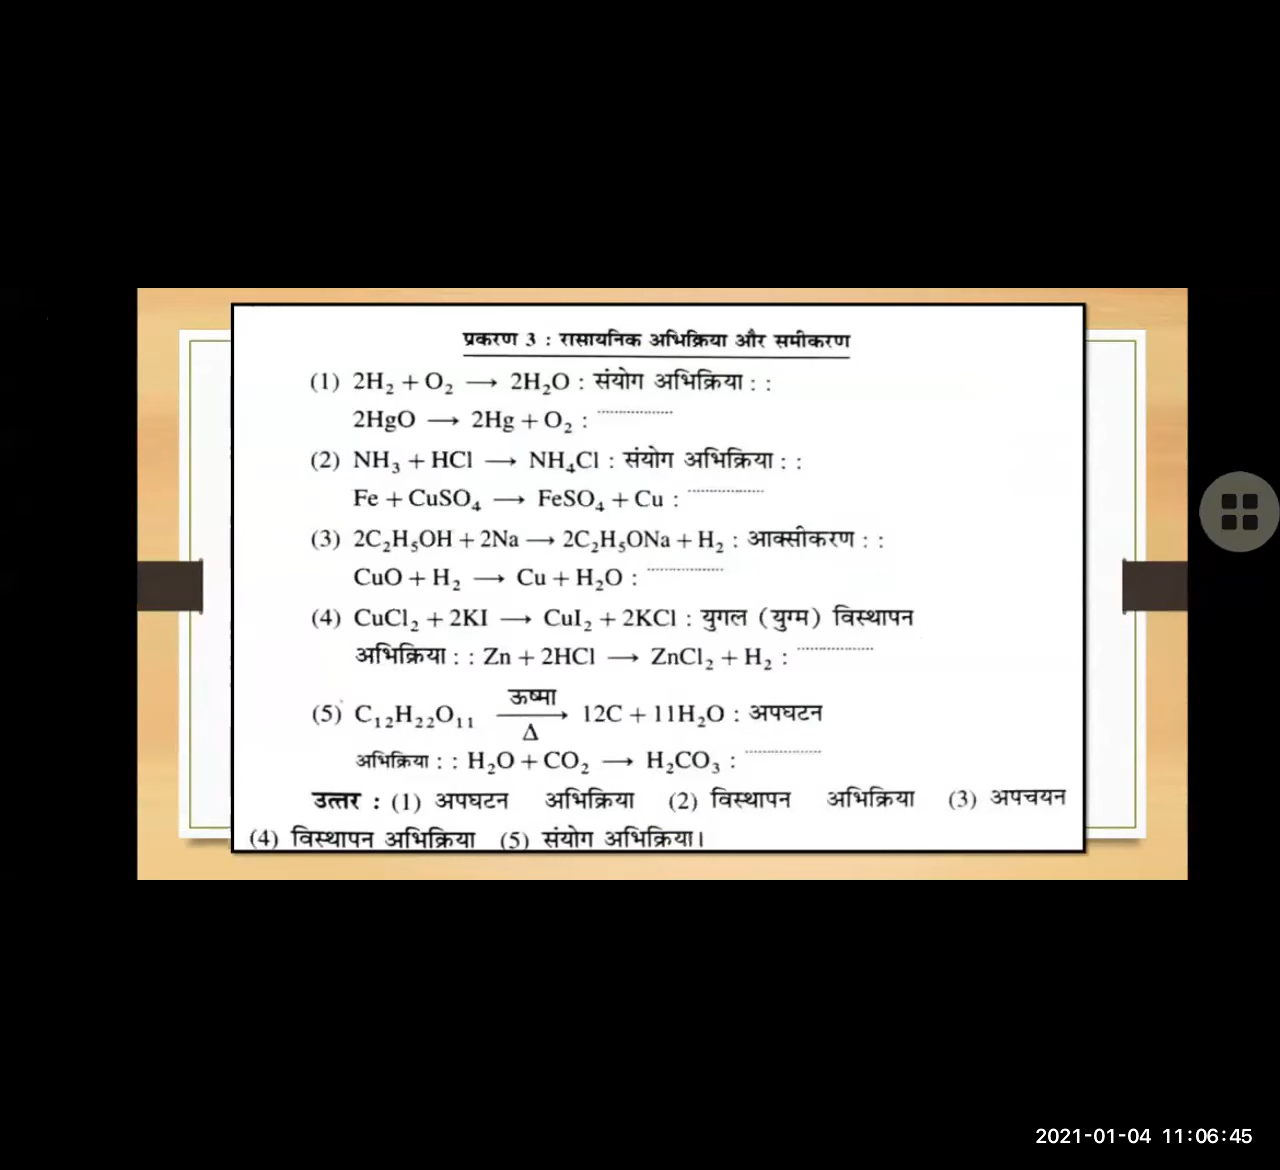 प्रकरण 3 : रासायनिक अभिक्रिया और समीकरण
(1) 2H₂ + O₂ ⟶ 2H₂O : संयोग अभिक्रिया : :
2HgO ⟶ 2Hg + O₂ : ....................
(2) NH₃ + HCl ⟶ NH₄Cl : संयोग अभिक्रिया : :
Fe + CuSO₄ ⟶ FeSO₄ + Cu : ....................
(3) 2C₂H₅OH + 2Na ⟶ 2C₂H₅ONa + H₂ : आक्सीकरण : :
CuO + H₂ ⟶ Cu + H₂O : ....................
(4) CuCl₂ + 2KI ⟶ CuI₂ + 2KCl : युगल (युग्म) विस्थापन
अभिक्रिया : : Zn + 2HCl ⟶ ZnCl₂ + H₂ : ....................
ऊष्मा
(5) C₁₂H₂₂O₁₁ ⟶ 12C + 11H₂O : अपघटन
Δ
अभिक्रिया : : H₂O + CO₂ ⟶ H₂CO₃ : ....................
उत्तर : (1) अपघटन अभिक्रिया (2) विस्थापन अभिक्रिया (3) अपचयन
(4) विस्थापन अभिक्रिया (5) संयोग अभिक्रिया।
2021-01-04 11:06:45